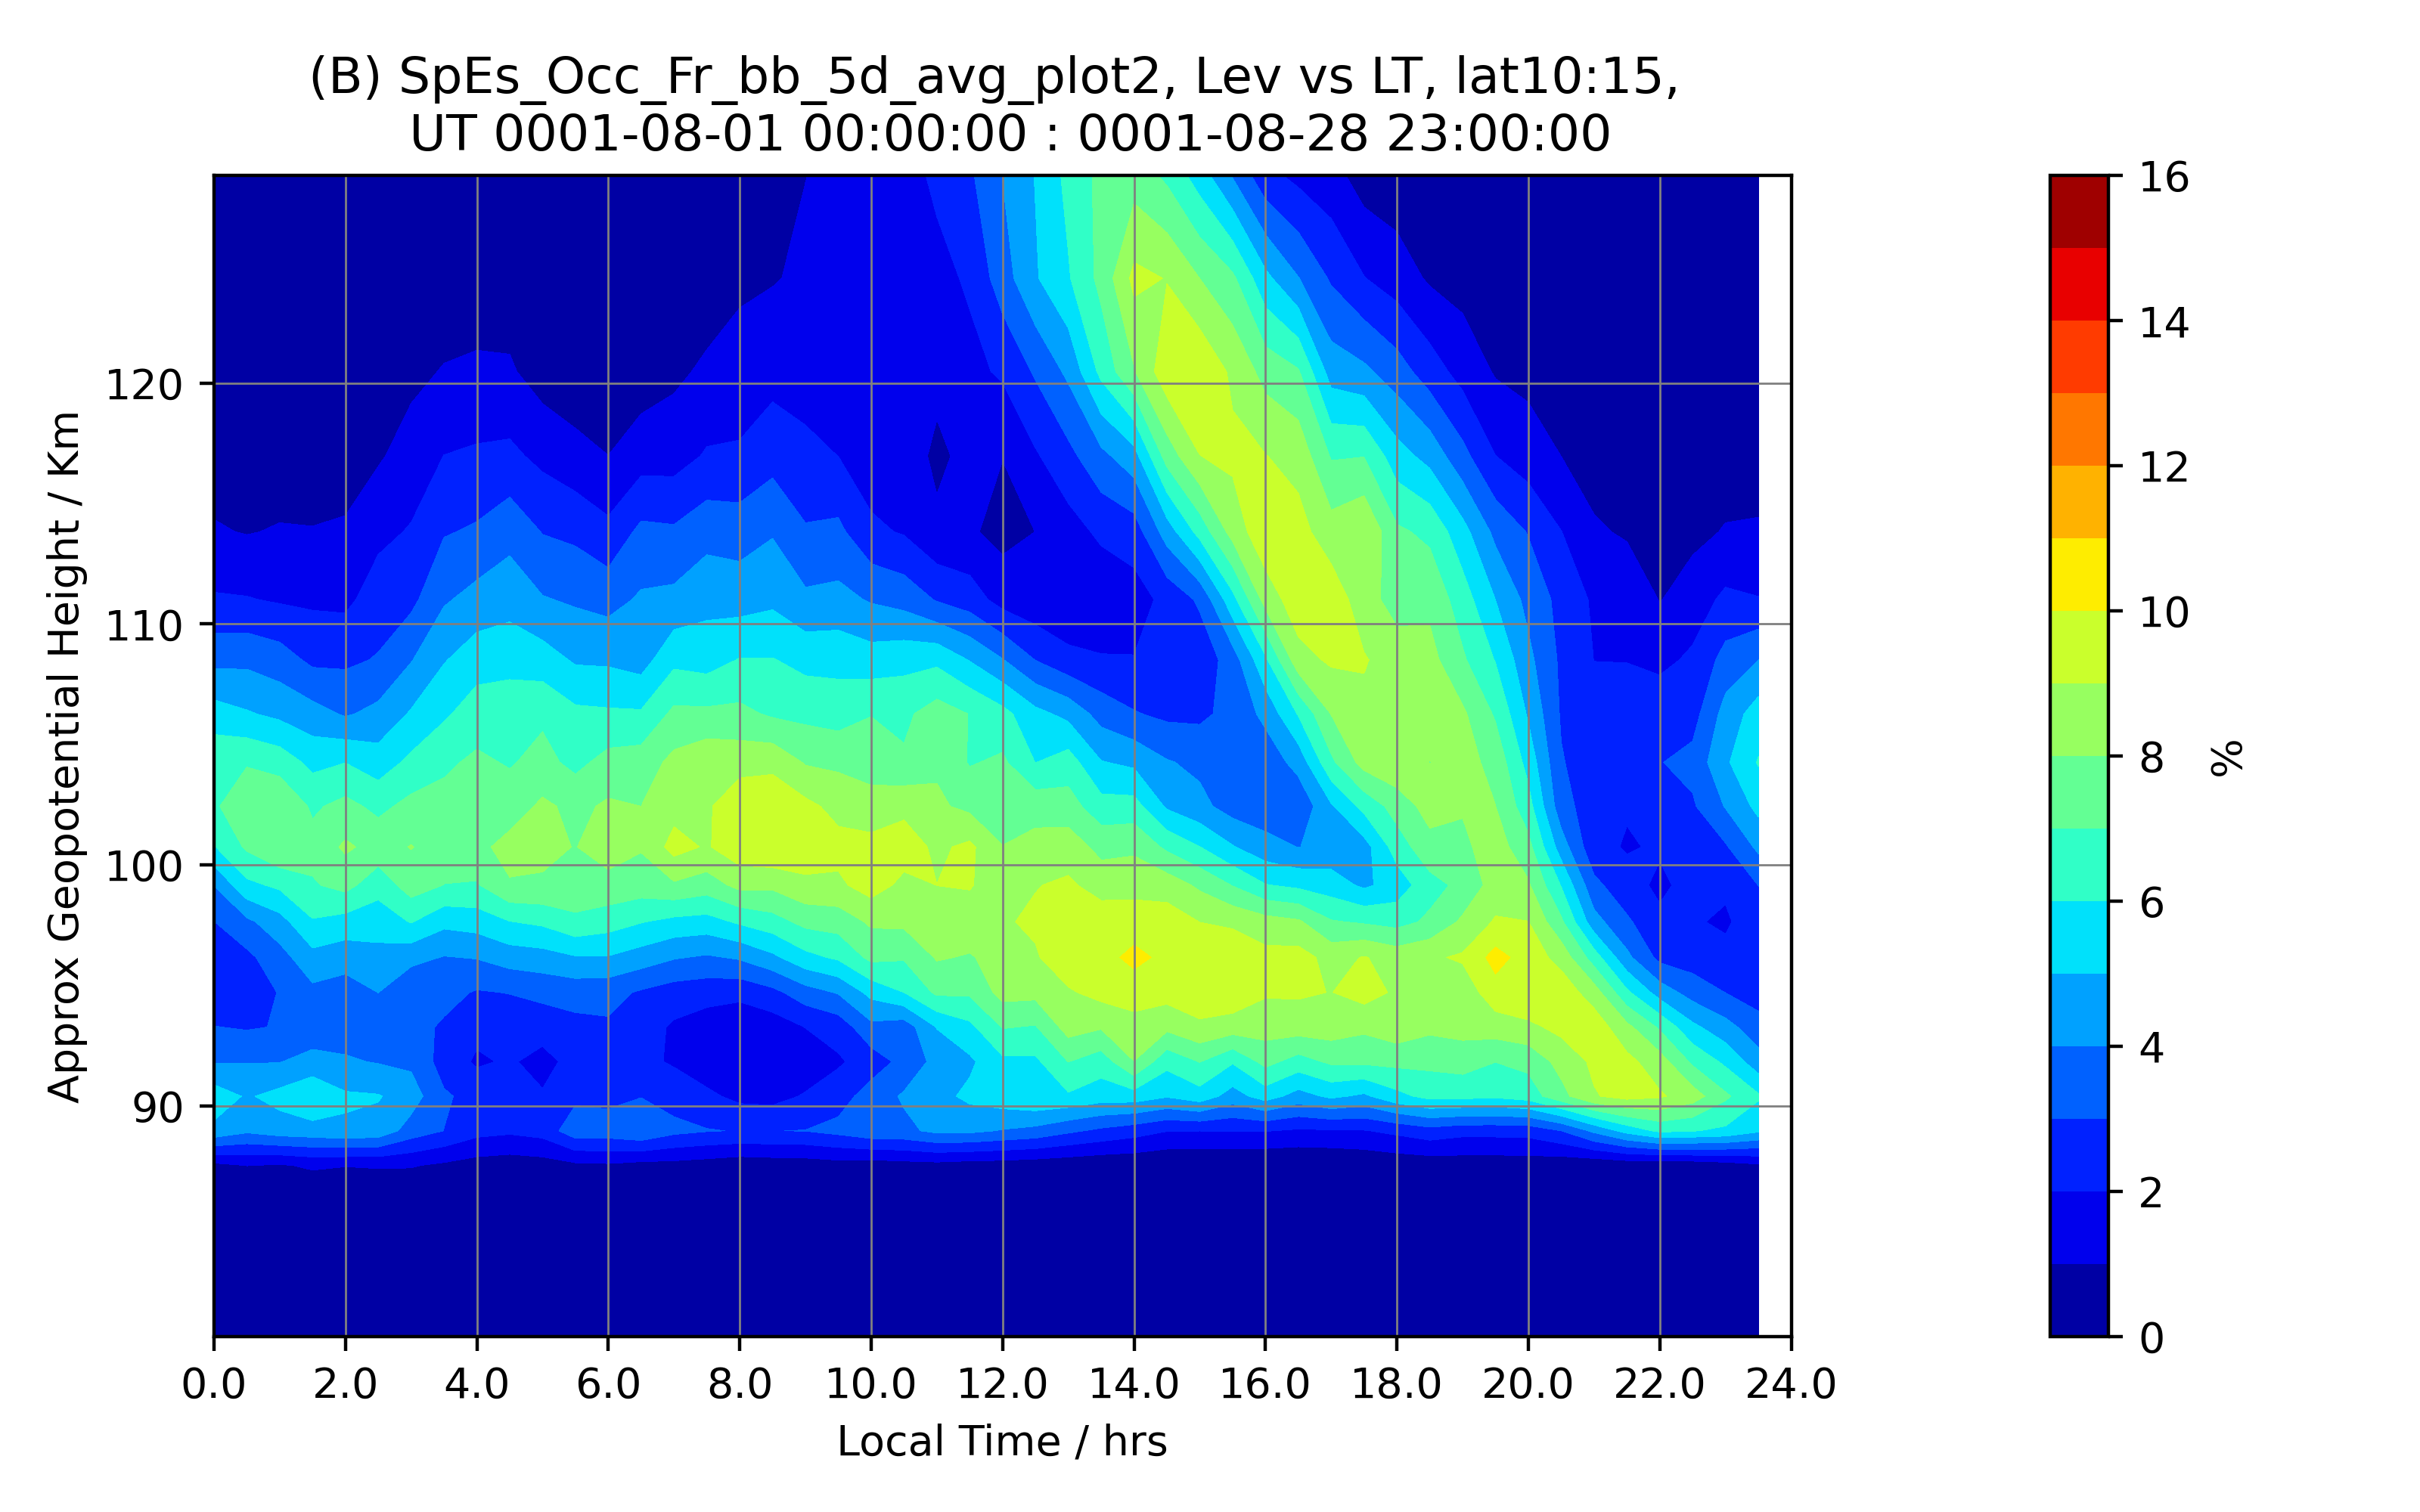 (B) SpEs_Occ_Fr_bb_5d_avg_plot2, Lev vs LT, lat10:15,
UT 0001-08-01 00:00:00 : 0001-08-28 23:00:00
Approx Geopotential Height / Km
120
110
100
90
0.0 2.0 4.0 6.0 8.0 10.0 12.0 14.0 16.0 18.0 20.0 22.0 24.0
Local Time / hrs
16
14
12
10
8
6
4
2
0
%